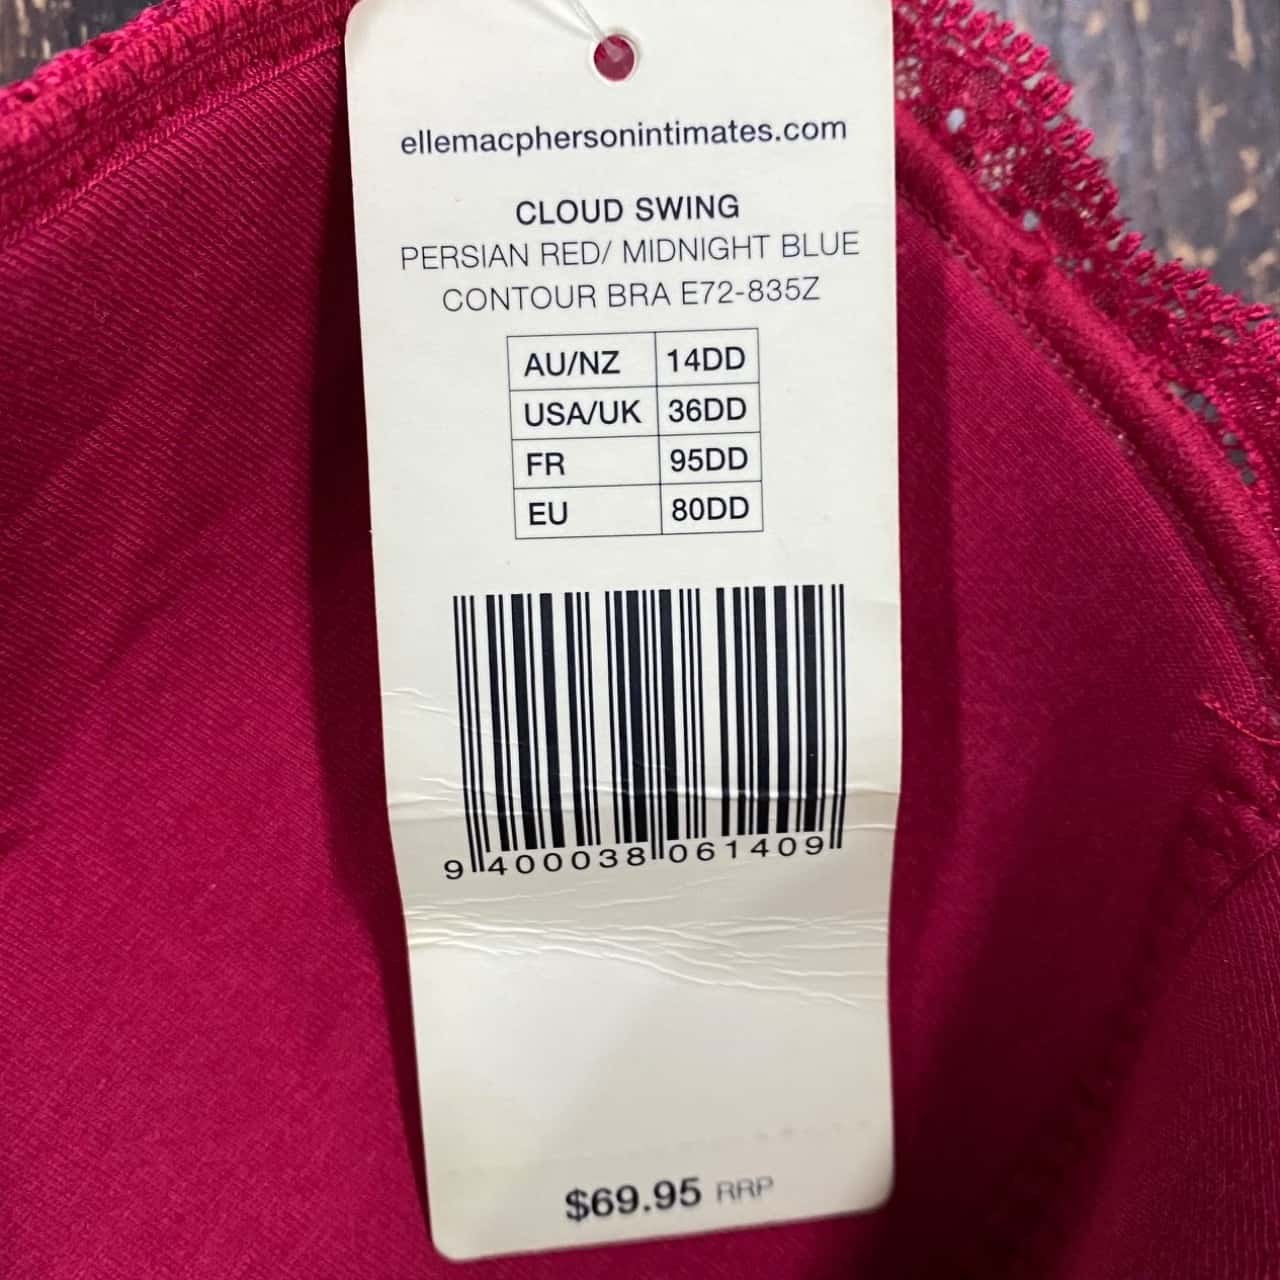 ellemacphersonintimates.com
CLOUD SWING
PERSIAN RED/ MIDNIGHT BLUE
CONTOUR BRA E72-835Z
AU/NZ 14DD
USA/UK 36DD
FR 95DD
EU 80DD
9 400038 061409
$69.95 RRP